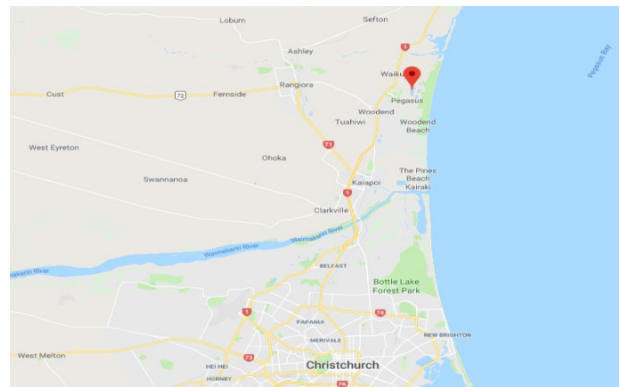 Loburn
Sefton
Ashley
1
Waiku
Rangiora
Pegasus Bay
72
Cust
Fernside
Pegasus
Woodend
Tuahiwi
Woodend
Beach
71
West Eyreton
Ohoka
The Pines
Beach
Kairaki
Swannanoa
Kaiapoi
1
Clarkville
Waimakariri River
Waimakariri River
Waimakariri River
BELFAST
Bottle Lake
Forest Park
1
74
PAPANUI
MERIVALE
NEW BRIGHTON
West Melton
73
HEI HEI
Christchurch
HORNBY
76